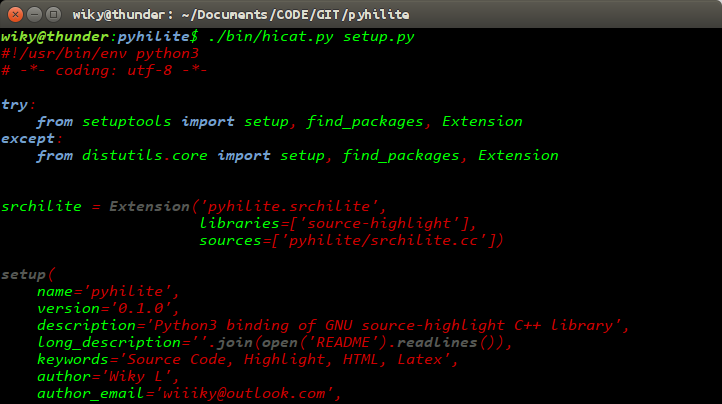 wiky@thunder: ~/Documents/CODE/GIT/pyhilite
wiky@thunder:pyhilite$ ./bin/hicat.py setup.py
#!/usr/bin/env python3
# -*- coding: utf-8 -*-
try:
    from setuptools import setup, find_packages, Extension
except:
    from distutils.core import setup, find_packages, Extension
srchilite = Extension('pyhilite.srchilite',
                      libraries=['source-highlight'],
                      sources=['pyhilite/srchilite.cc'])
setup(
    name='pyhilite',
    version='0.1.0',
    description='Python3 binding of GNU source-highlight C++ library',
    long_description=''.join(open('README').readlines()),
    keywords='Source Code, Highlight, HTML, Latex',
    author='Wiky L',
    author_email='wiiiky@outlook.com',